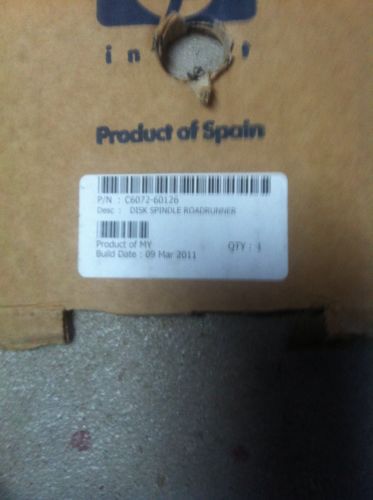 in t
Product of Spain
P/N : C6072-60126
Desc : DISK SPINDLE ROADRUNNER
Product of MY QTY : 1
Build Date : 09 Mar 2011